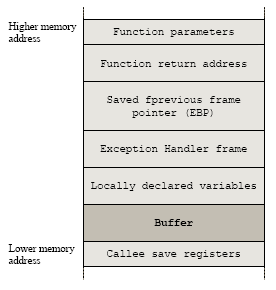 Higher memory
address
Function parameters
Function return address
Saved fprevious frame
pointer (EBP)
Exception Handler frame
Locally declared variables
Buffer
Lower memory
address
Callee save registers